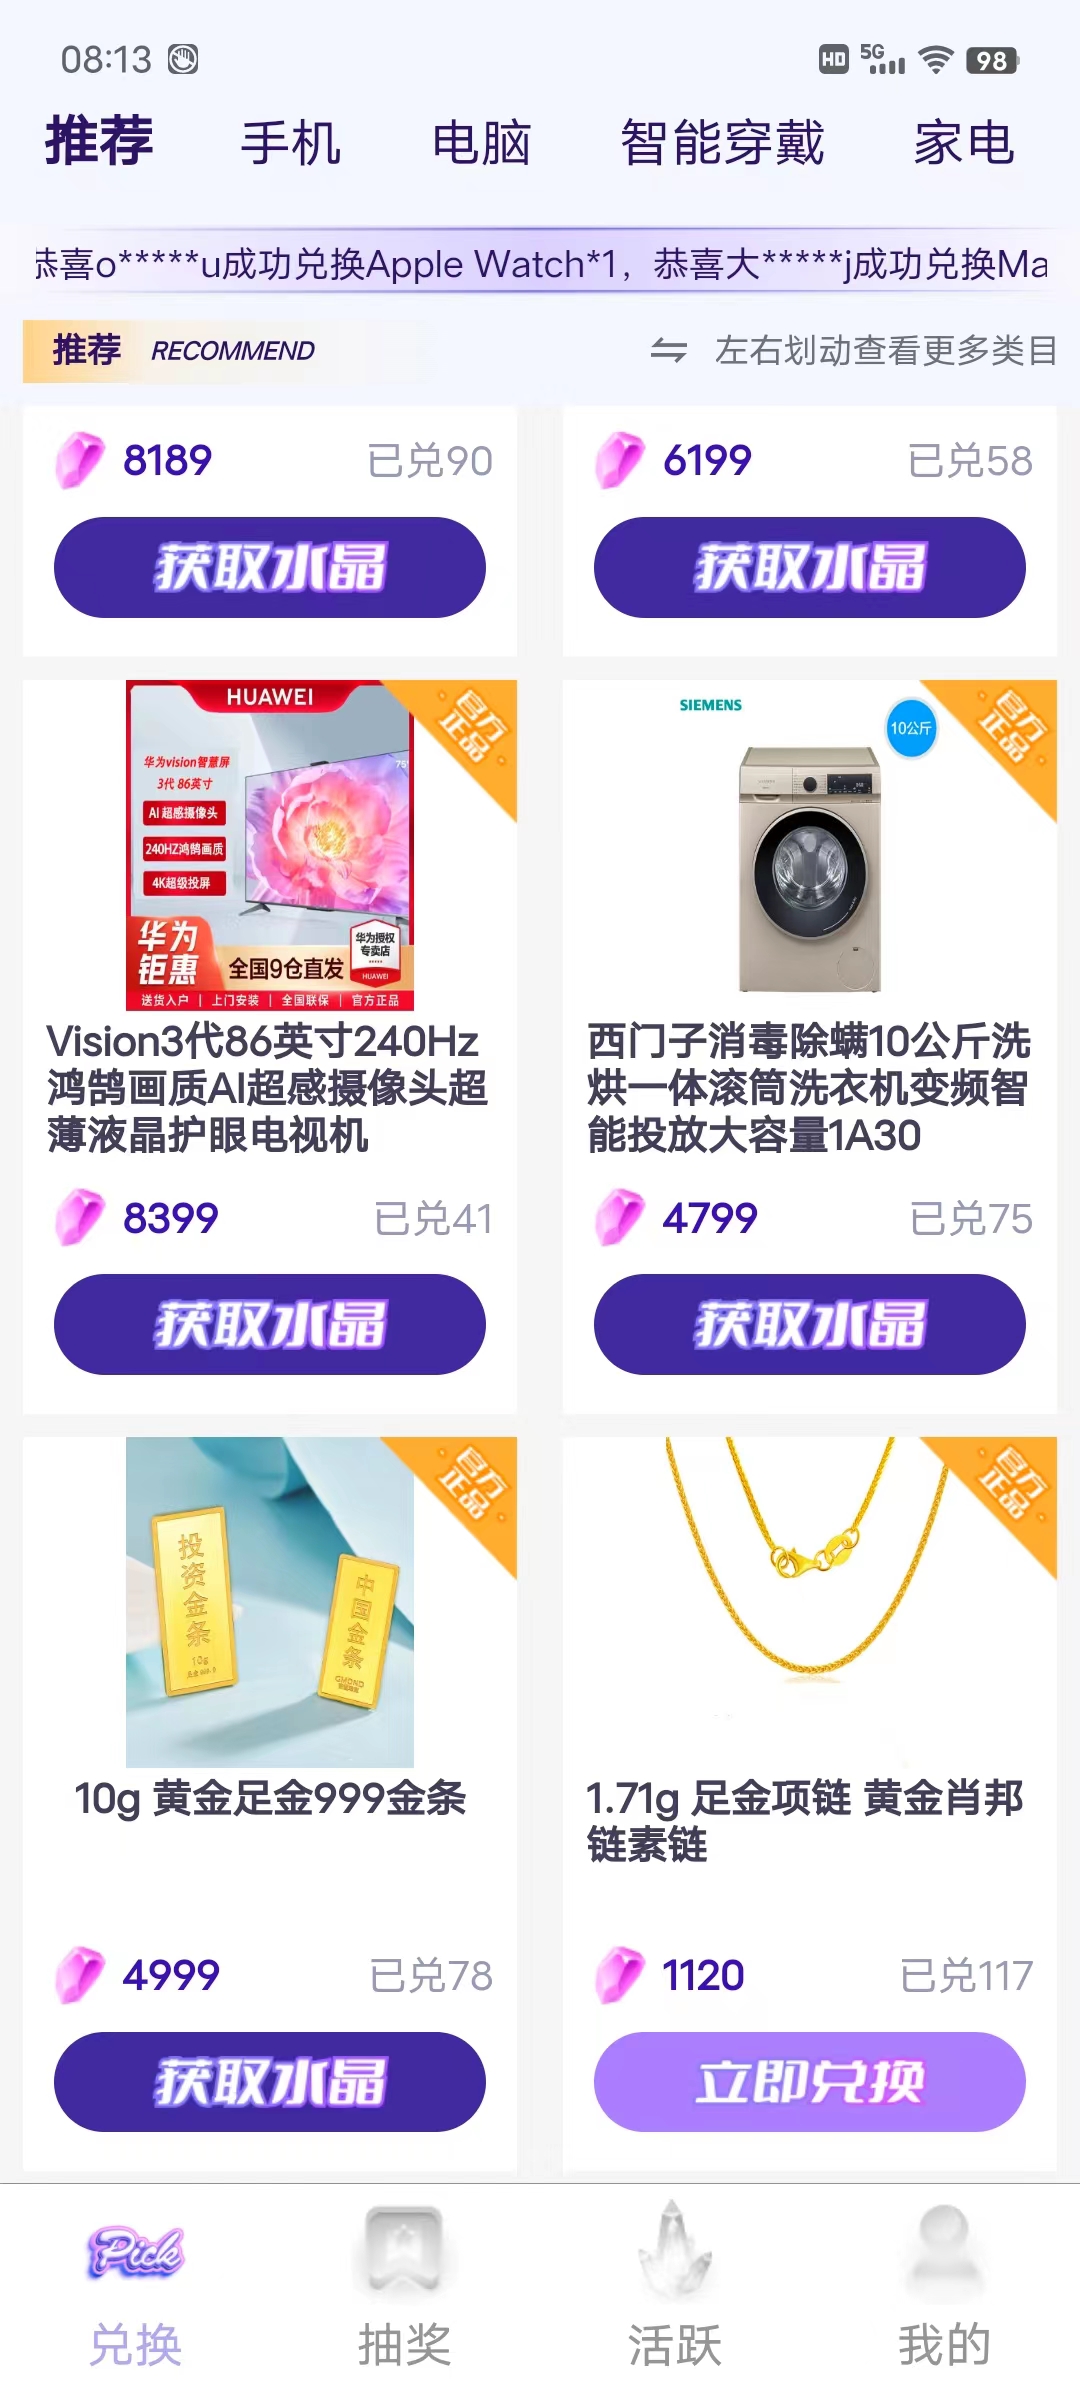 08:13 HD 5G 98
推荐 手机 电脑 智能穿戴 家电
恭喜o*****u成功兑换Apple Watch*1，恭喜大*****j成功兑换Ma
推荐 RECOMMEND 左右划动查看更多类目
8189 已兑90
获取水晶
6199 已兑58
获取水晶
HUAWEI
官方
正品
华为vision智慧屏
3代 86英寸
75"
AI 超感摄像头
240HZ鸿鹄画质
4K超级投屏
华为
钜惠
全国9仓直发
华为授权
专卖店
HUAWEI
送货入户 | 上门安装 | 全国联保 | 官方正品
Vision3代86英寸240Hz
鸿鹄画质AI超感摄像头超
薄液晶护眼电视机
8399 已兑41
获取水晶
SIEMENS
10公斤
官方
正品
西门子消毒除螨10公斤洗
烘一体滚筒洗衣机变频智
能投放大容量1A30
4799 已兑75
获取水晶
官方
正品
投资金条
10g
中国金条
GMOND
10g 黄金足金999金条
4999 已兑78
获取水晶
官方
正品
1.71g 足金项链 黄金肖邦
链素链
1120 已兑117
立即兑换
Pick
兑换 抽奖 活跃 我的